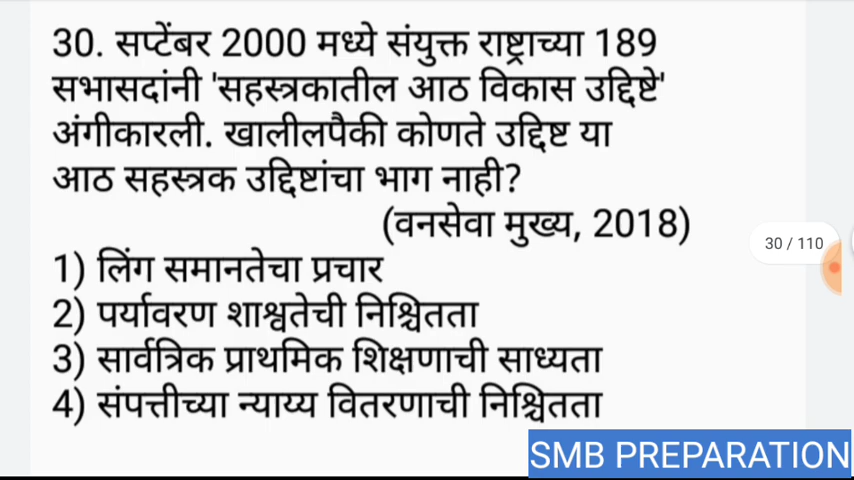 30. सप्टेंबर 2000 मध्ये संयुक्त राष्ट्राच्या 189
सभासदांनी 'सहस्त्रकातील आठ विकास उद्दिष्टे'
अंगीकारली. खालीलपैकी कोणते उद्दिष्ट या
आठ सहस्त्रक उद्दिष्टांचा भाग नाही?
(वनसेवा मुख्य, 2018)
30 / 110
1) लिंग समानतेचा प्रचार
2) पर्यावरण शाश्वतेची निश्चितता
3) सार्वत्रिक प्राथमिक शिक्षणाची साध्यता
4) संपत्तीच्या न्याय्य वितरणाची निश्चितता
SMB PREPARATION